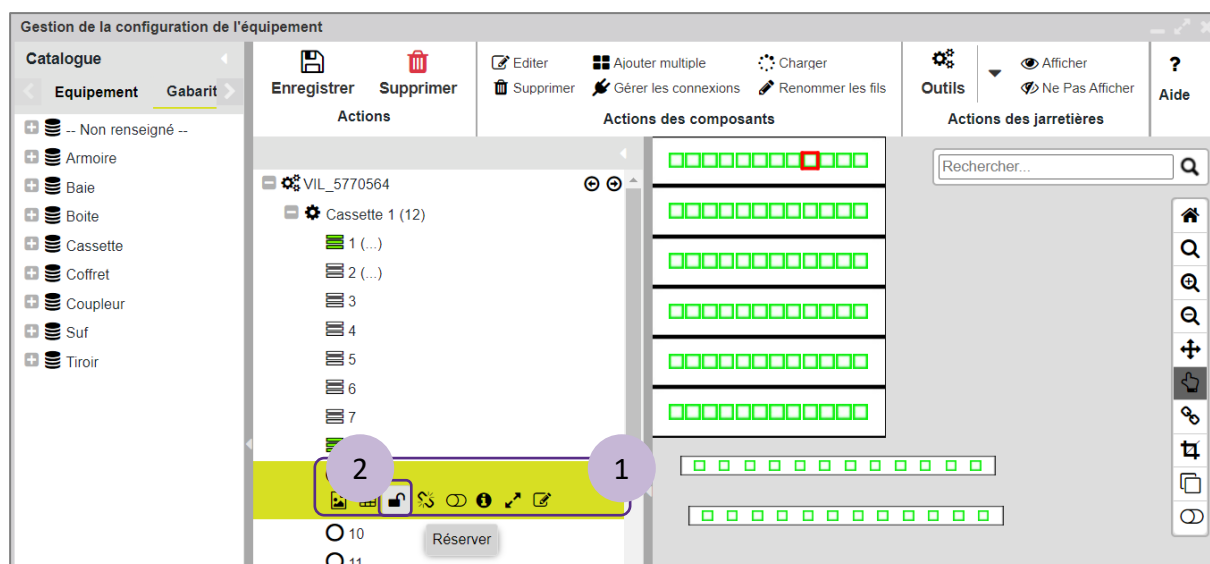 Gestion de la configuration de l'équipement
Catalogue
Equipement Gabarit
-- Non renseigné --
Armoire
Baie
Boite
Cassette
Coffret
Coupleur
Suf
Tiroir
Enregistrer Supprimer
Actions
Editer Ajouter multiple Charger
Supprimer Gérer les connexions Renommer les fils
Actions des composants
Outils
Afficher
Ne Pas Afficher
Actions des jarretières
?
Aide
VIL_5770564
Cassette 1 (12)
1 (...)
2 (...)
3
4
5
6
7
2
1
10
Réserver
11
Rechercher...